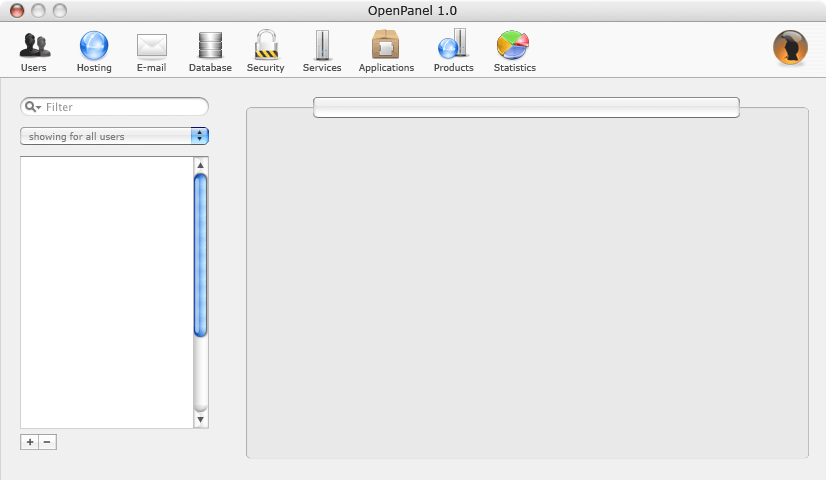 OpenPanel 1.0
Users
Hosting
E-mail
Database
Security
Services
Applications
Products
Statistics
Filter
showing for all users